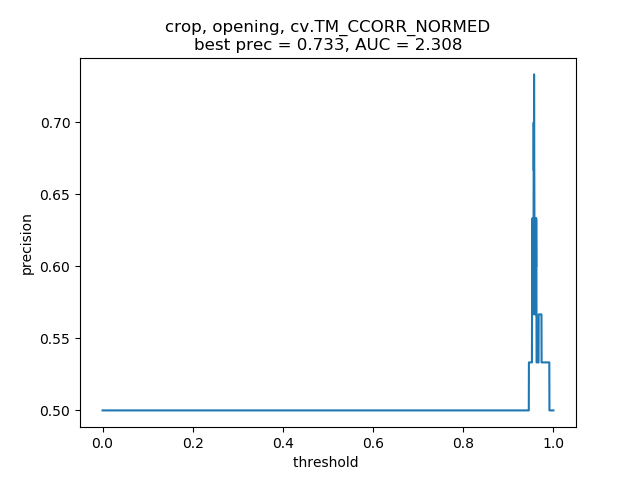 crop, opening, cv.TM_CCORR_NORMED
best prec = 0.733, AUC = 2.308
0.70
0.65
0.60
0.55
0.50
precision
0.0 0.2 0.4 0.6 0.8 1.0
threshold